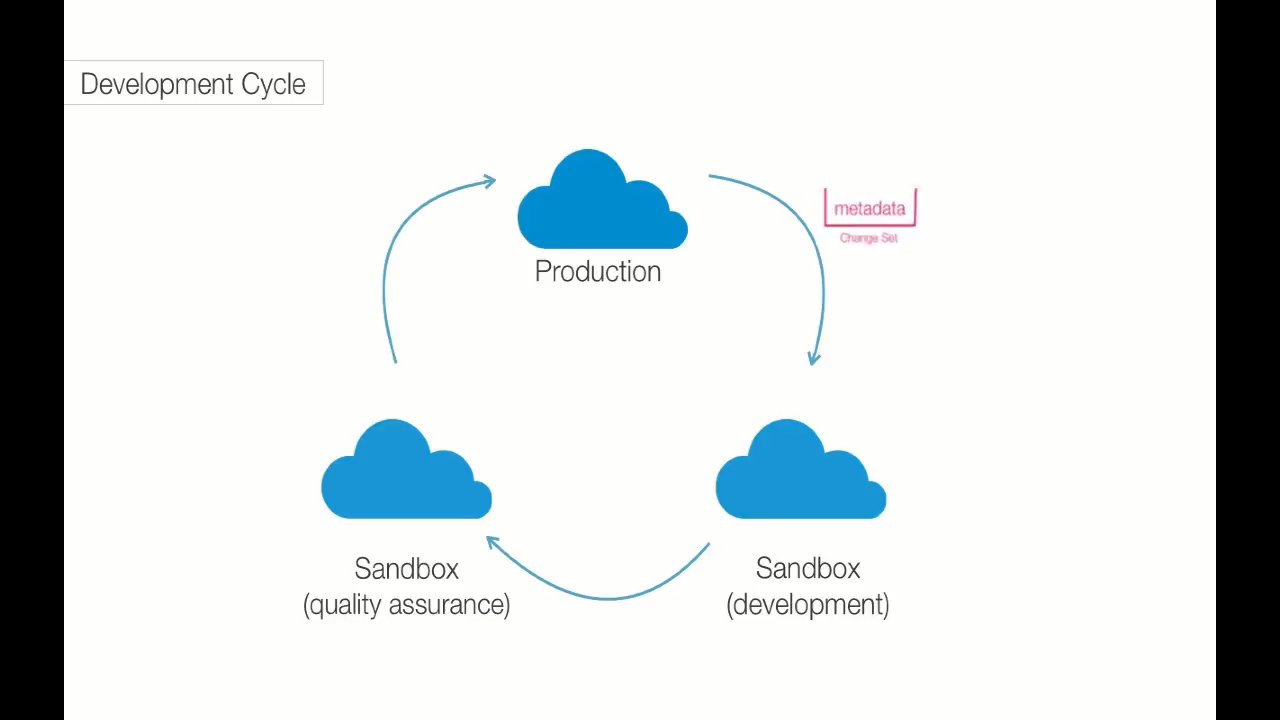 Development Cycle
metadata
Change Set
Production
Sandbox
(quality assurance)
Sandbox
(development)